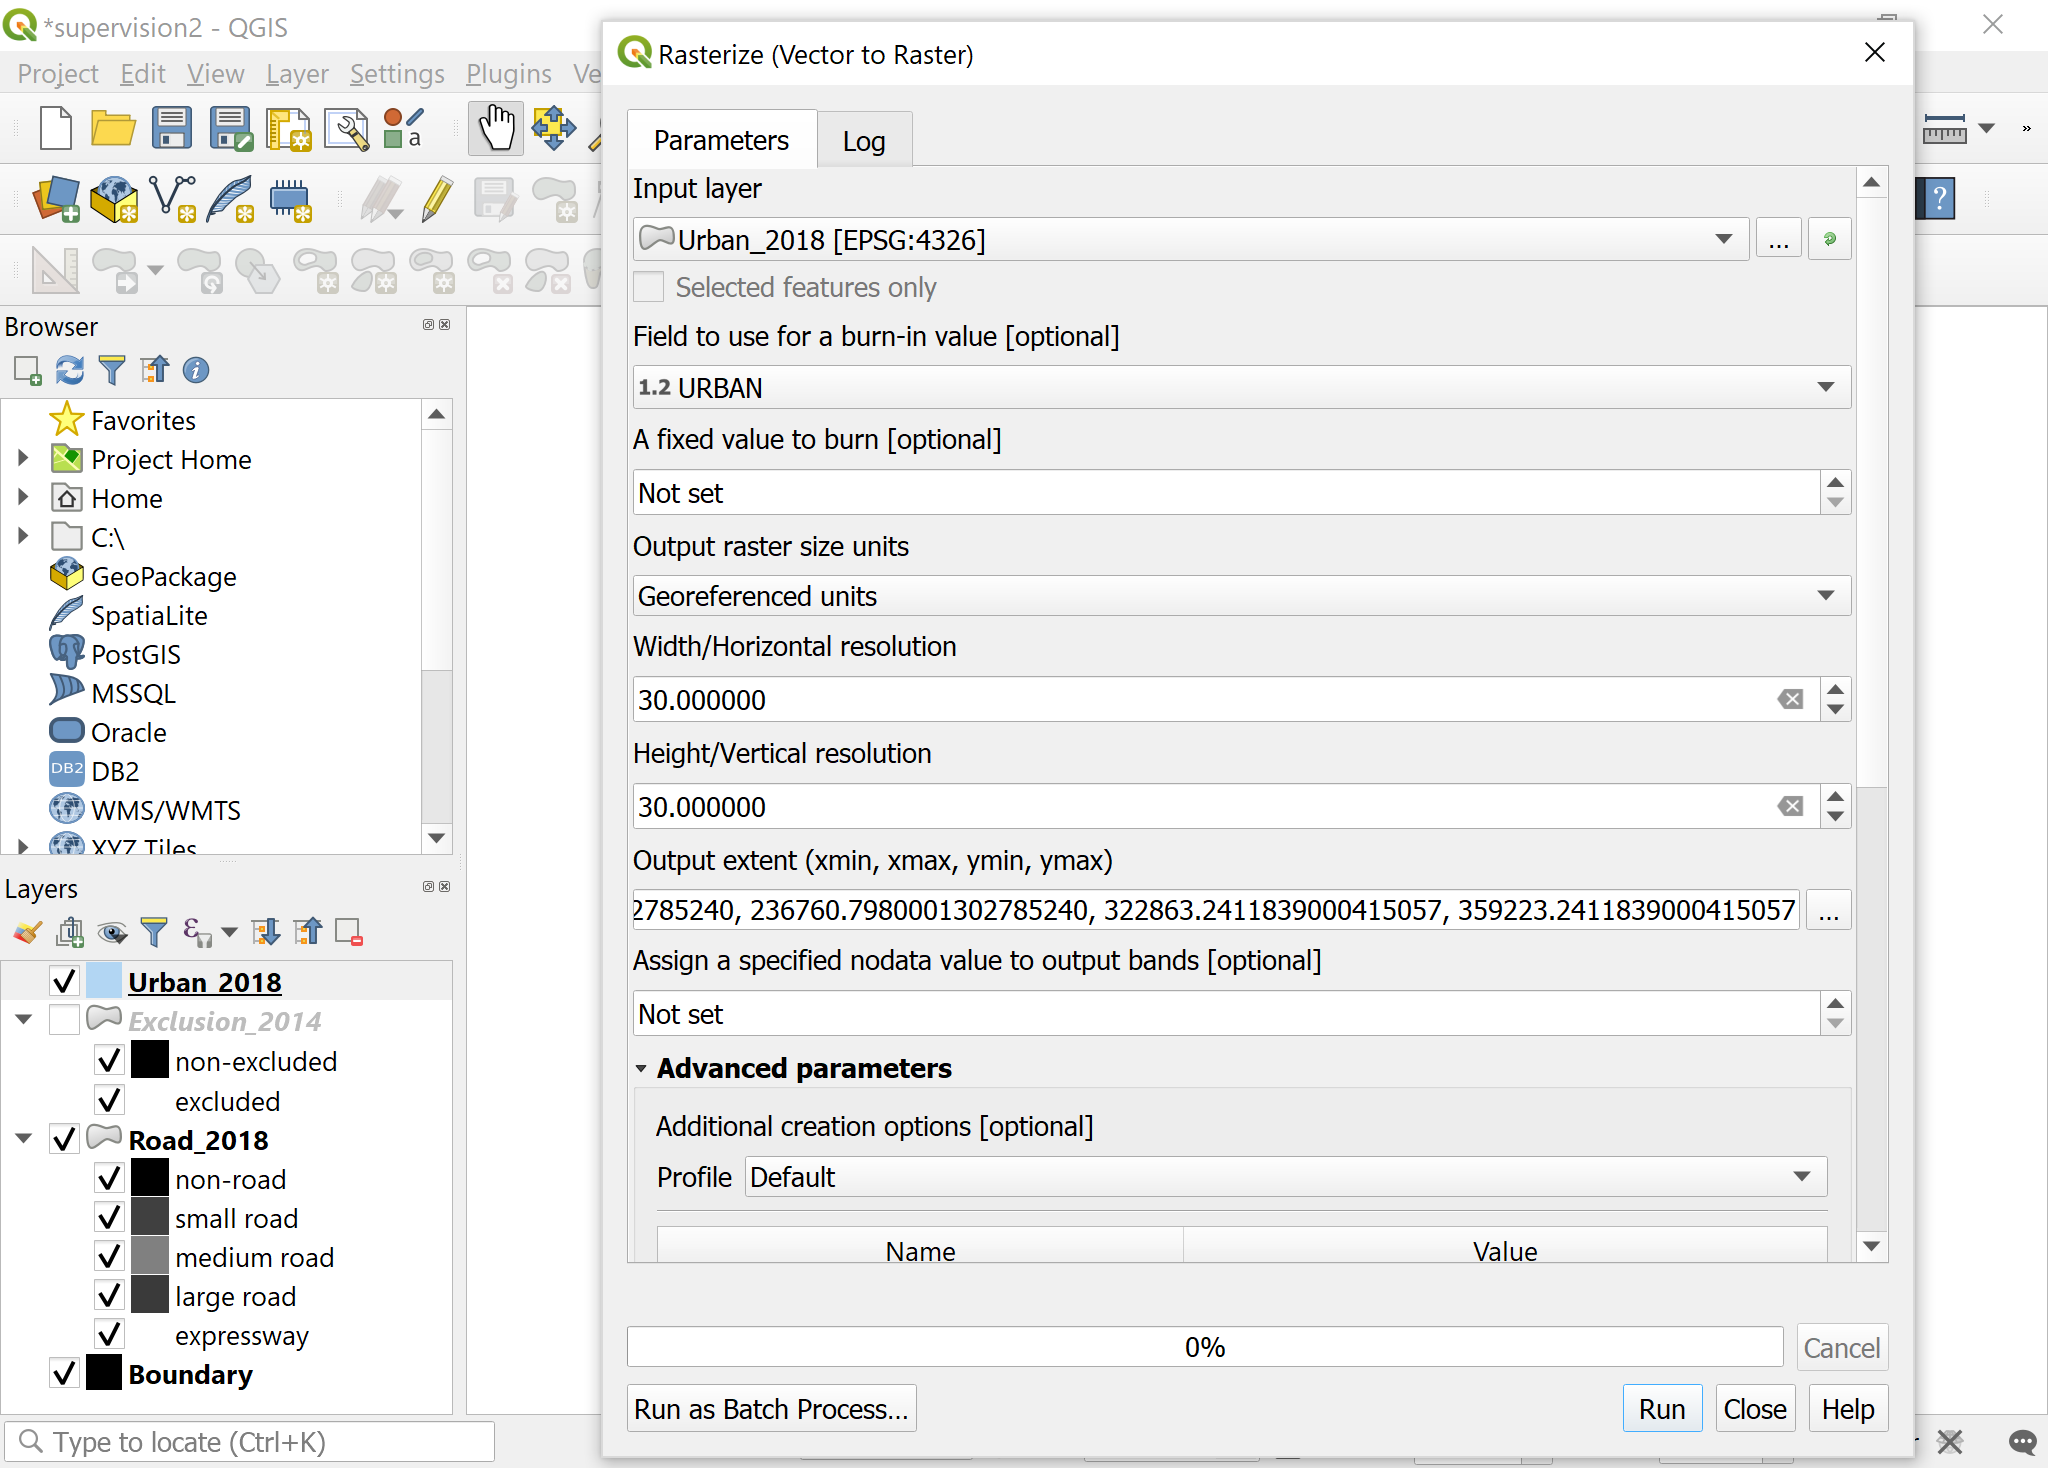 *supervision2 - QGIS
Project Edit View Layer Settings Plugins Ve
a
»
?
Browser
Favorites
Project Home
Home
C:\
GeoPackage
SpatiaLite
PostGIS
MSSQL
Oracle
DB2 DB2
WMS/WMTS
XYZ Tiles
Layers
Urban_2018
Exclusion_2014
non-excluded
excluded
Road_2018
non-road
small road
medium road
large road
expressway
Boundary
Type to locate (Ctrl+K)
Rasterize (Vector to Raster)
Parameters Log
Input layer
Urban_2018 [EPSG:4326] ...
Selected features only
Field to use for a burn-in value [optional]
1.2 URBAN
A fixed value to burn [optional]
Not set
Output raster size units
Georeferenced units
Width/Horizontal resolution
30.000000
Height/Vertical resolution
30.000000
Output extent (xmin, xmax, ymin, ymax)
2785240, 236760.7980001302785240, 322863.2411839000415057, 359223.2411839000415057 ...
Assign a specified nodata value to output bands [optional]
Not set
Advanced parameters
Additional creation options [optional]
Profile Default
Name Value
0% Cancel
Run as Batch Process... Run Close Help